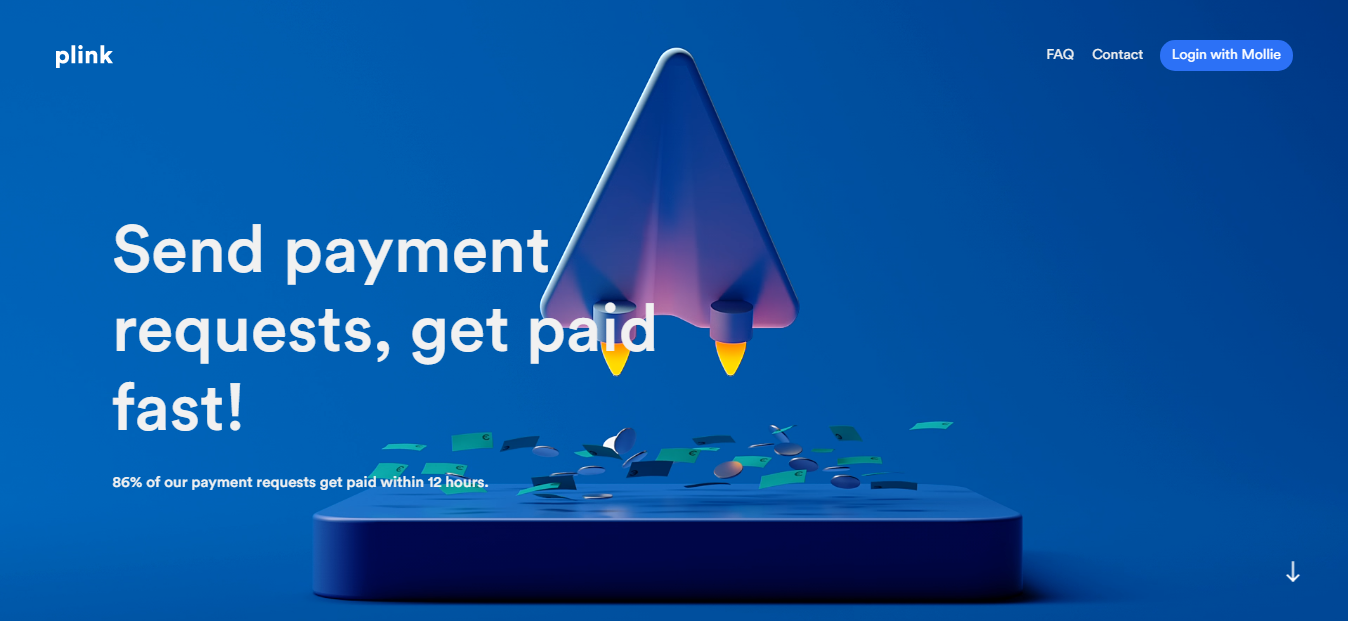 plink
FAQ Contact Login with Mollie
Send payment
requests, get paid
fast!
86% of our payment requests get paid within 12 hours.